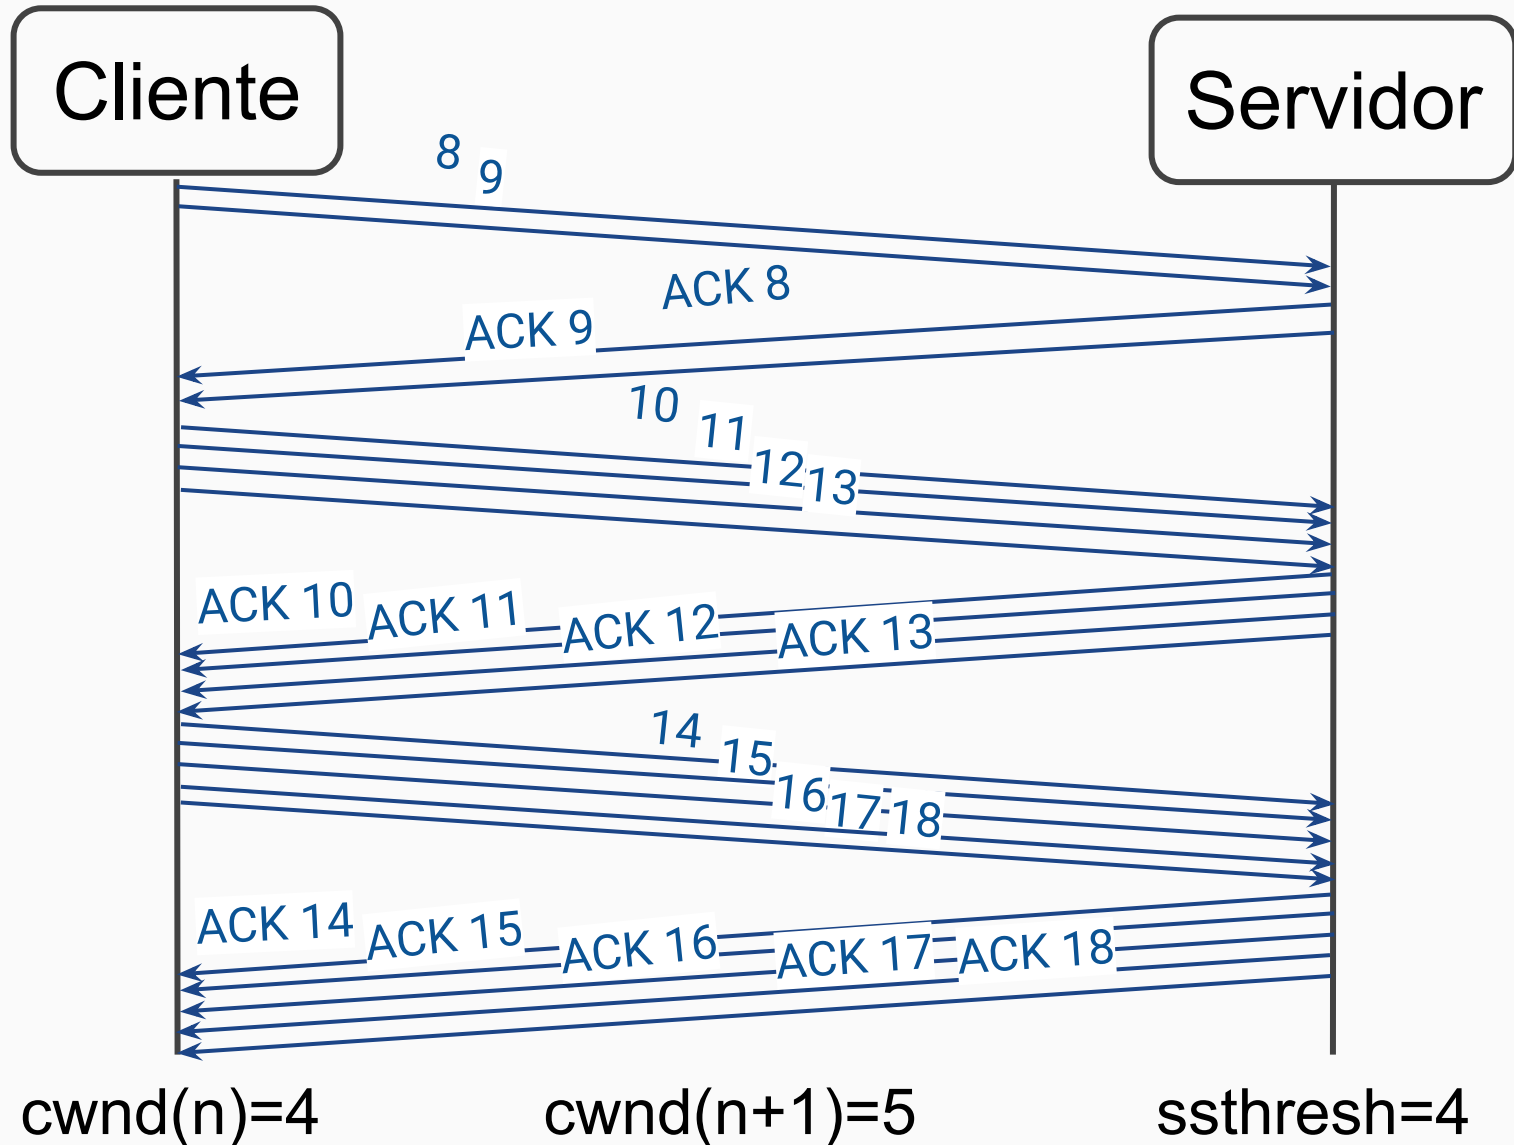 Cliente
Servidor
8
9
ACK 8
ACK 9
10
11
12
13
ACK 10
ACK 11
ACK 12
ACK 13
14
15
16
17
18
ACK 14
ACK 15
ACK 16
ACK 17
ACK 18
cwnd(n)=4
cwnd(n+1)=5
ssthresh=4